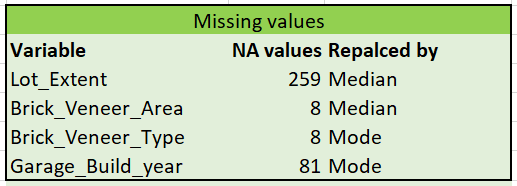 Missing values
Variable NA values Repalced by
Lot_Extent 259 Median
Brick_Veneer_Area 8 Median
Brick_Veneer_Type 8 Mode
Garage_Build_year 81 Mode